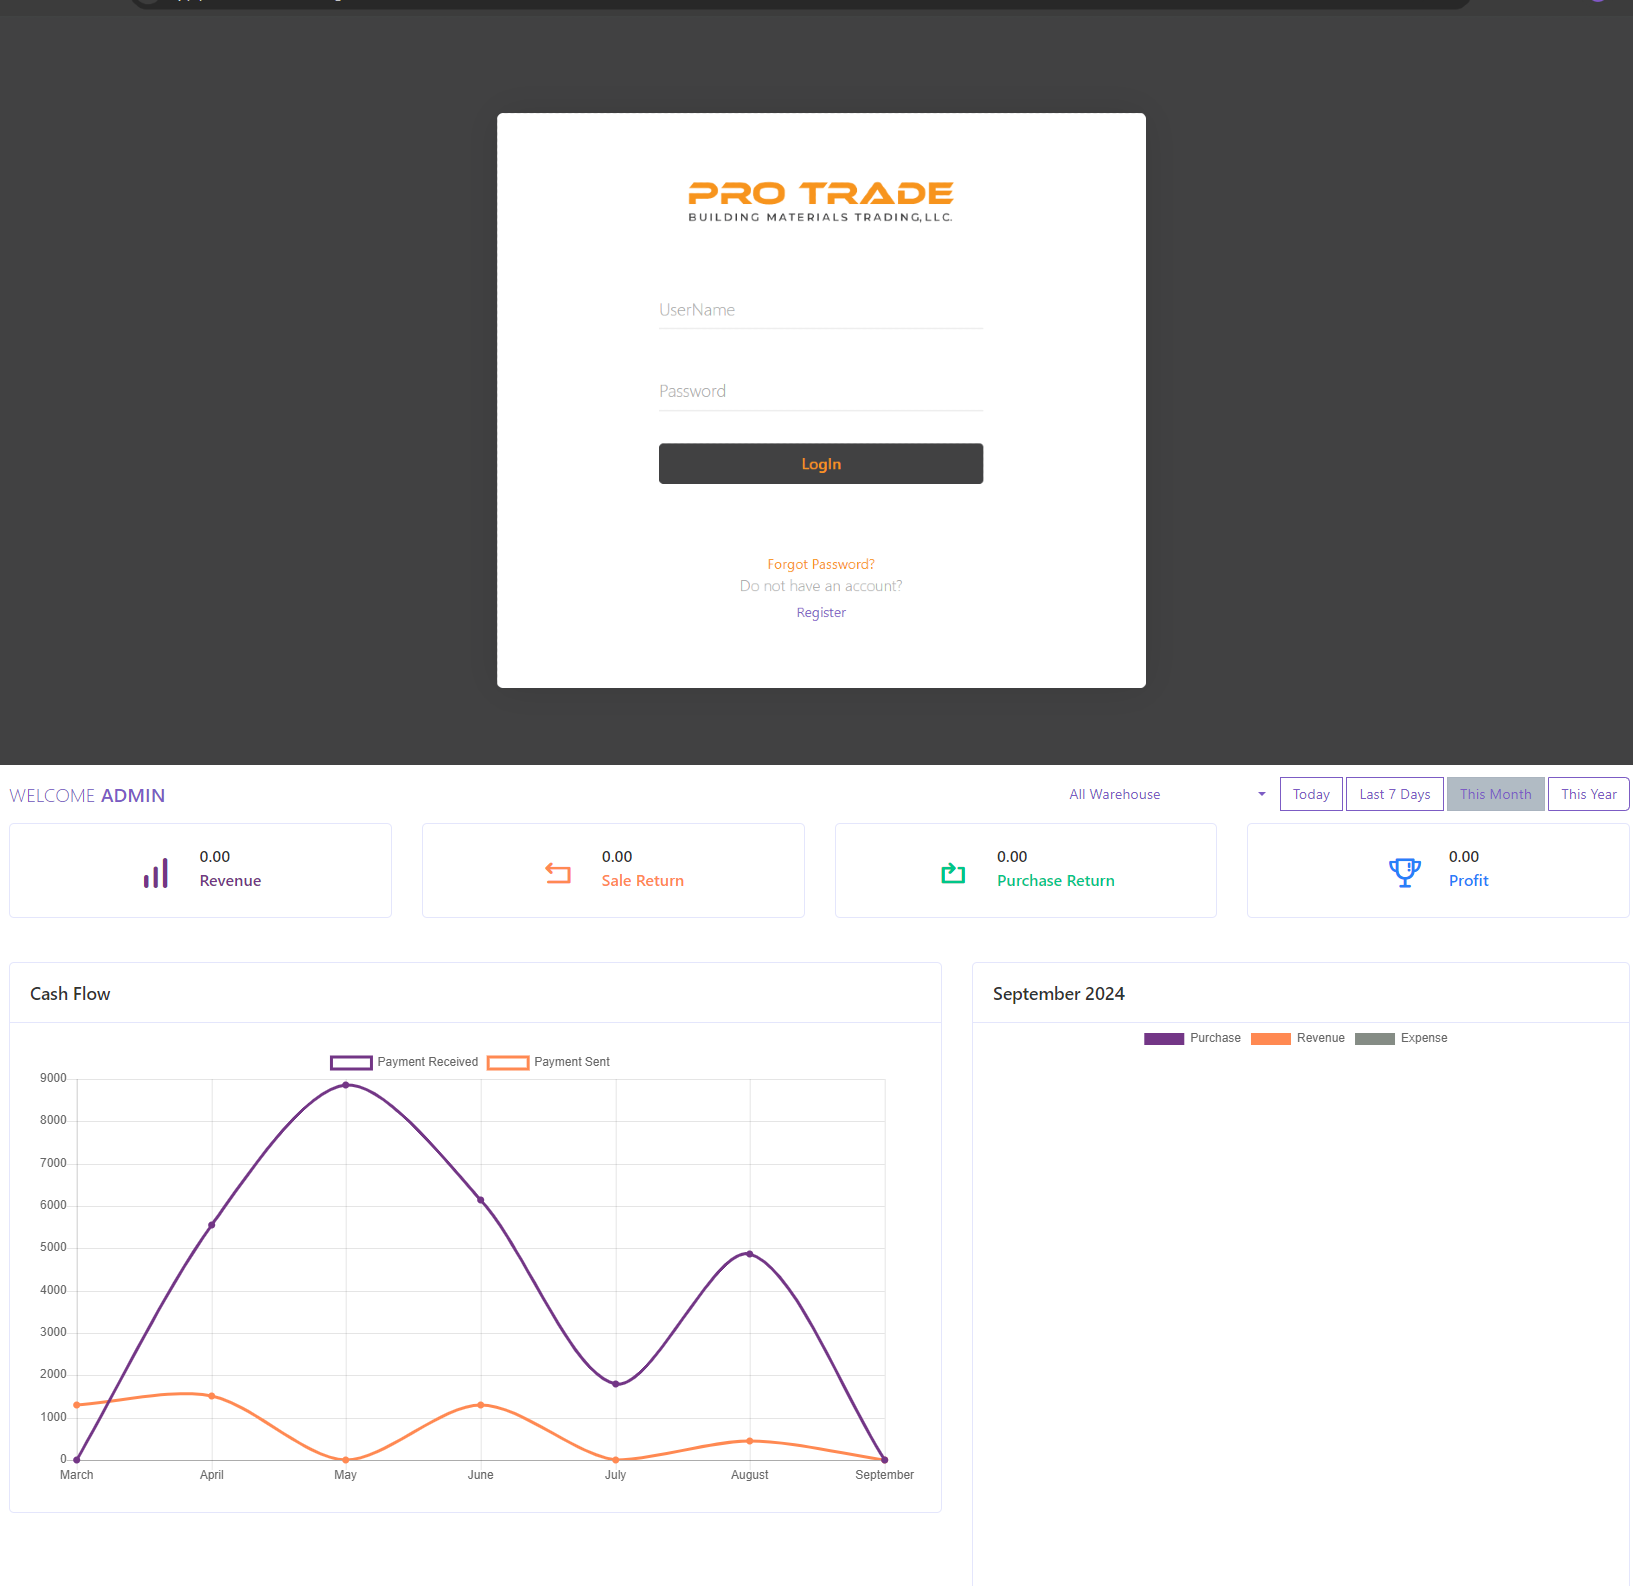 PRO TRADE
BUILDING MATERIALS TRADING,LLC.
UserName
Password
LogIn
Forgot Password?
Do not have an account?
Register
WELCOME ADMIN
All Warehouse
Today
Last 7 Days
This Month
This Year
0.00
Revenue
0.00
Sale Return
0.00
Purchase Return
0.00
Profit
Cash Flow
Payment Received
Payment Sent
9000
8000
7000
6000
5000
4000
3000
2000
1000
0
March
April
May
June
July
August
September
September 2024
Purchase
Revenue
Expense